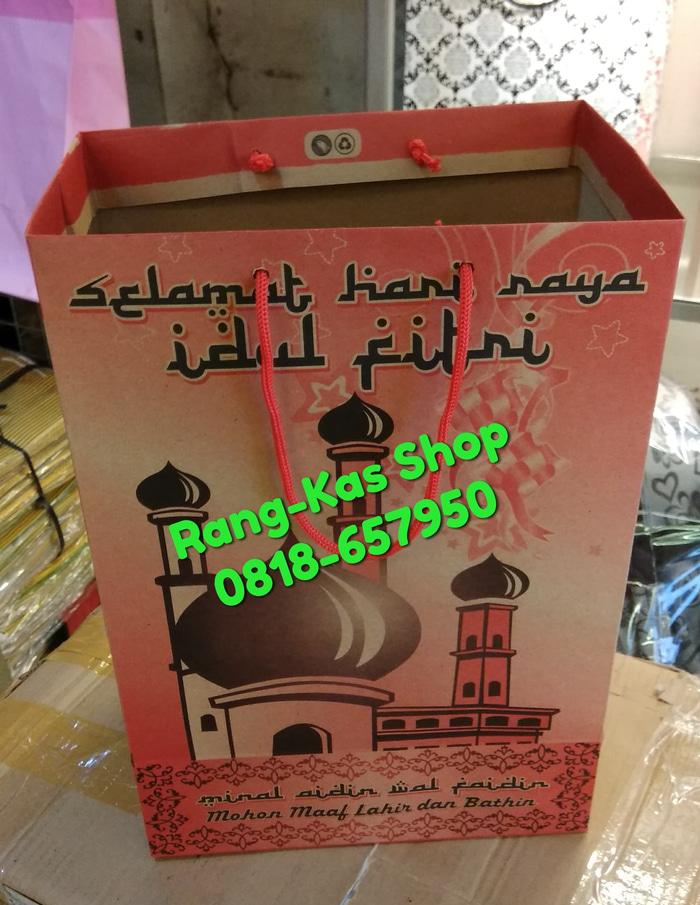 selamat hari raya
idul fitri
Rang-Kas Shop
0818-657950
minal aidin wal faidin
Mohon Maaf Lahir dan Bathin